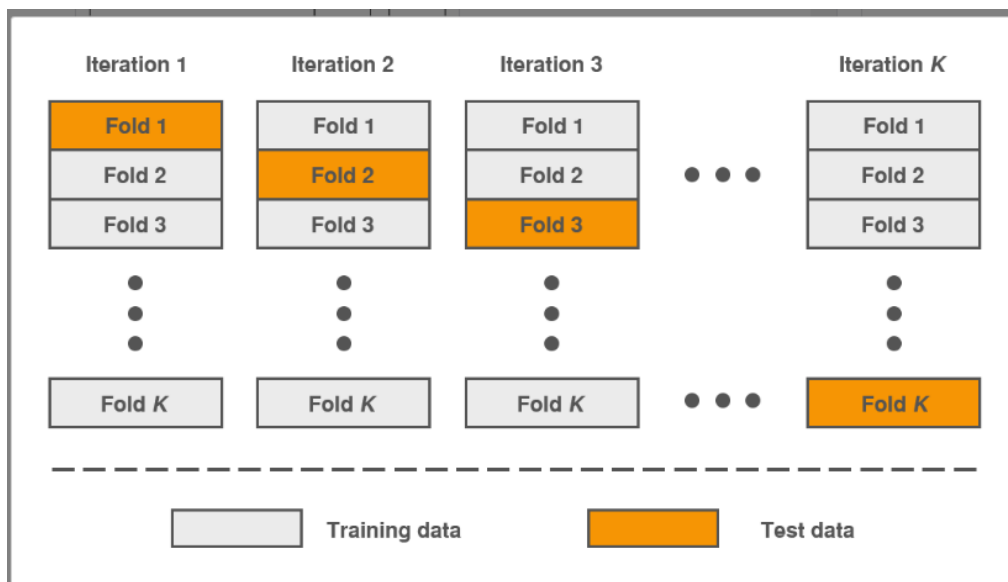 Iteration 1 Iteration 2 Iteration 3 Iteration K
Fold 1 Fold 1 Fold 1 Fold 1
Fold 2 Fold 2 Fold 2 Fold 2
Fold 3 Fold 3 Fold 3 Fold 3
Fold K Fold K Fold K Fold K
Training data Test data